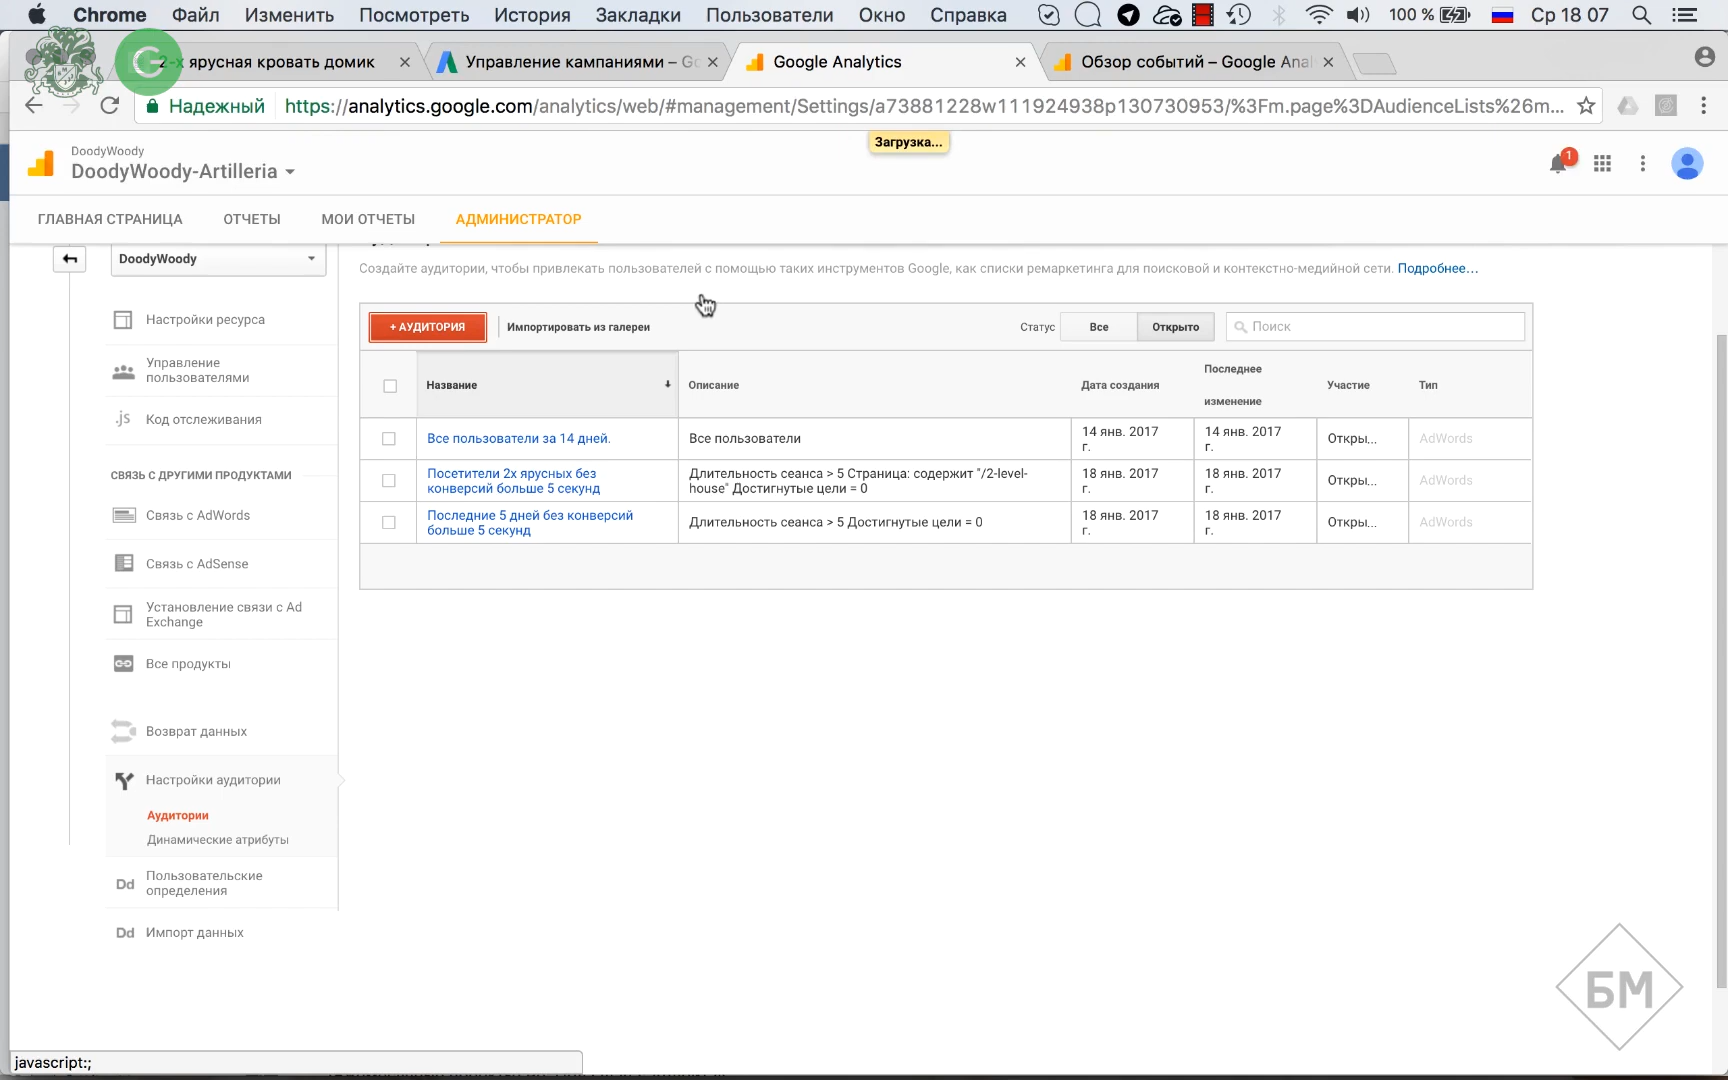 Chrome Файл Изменить Посмотреть История Закладки Пользователи Окно Справка 100 % Ср 18 07
2-х ярусная кровать домик
Управление кампаниями – Go
Google Analytics
Обзор событий – Google Anal
Надежный https://analytics.google.com/analytics/web/#management/Settings/a73881228w111924938p130730953/%3Fm.page%3DAudienceLists%26m...
Загрузка...
DoodyWoody
DoodyWoody-Artilleria
1
ГЛАВНАЯ СТРАНИЦА ОТЧЕТЫ МОИ ОТЧЕТЫ АДМИНИСТРАТОР
DoodyWoody
Настройки ресурса
Управление
пользователями
.js Код отслеживания
СВЯЗЬ С ДРУГИМИ ПРОДУКТАМИ
Связь с AdWords
Связь с AdSense
Установление связи с Ad
Exchange
Все продукты
Возврат данных
Настройки аудитории
Аудитории
Динамические атрибуты
Dd Пользовательские
определения
Dd Импорт данных
Создайте аудитории, чтобы привлекать пользователей с помощью таких инструментов Google, как списки ремаркетинга для поисковой и контекстно-медийной сети. Подробнее...
+ АУДИТОРИЯ Импортировать из галереи Статус Все Открыто Поиск
Название Описание Дата создания Последнее
изменение Участие Тип
Все пользователи за 14 дней. Все пользователи 14 янв. 2017
г. 14 янв. 2017
г. Откры... AdWords
Посетители 2х ярусных без
конверсий больше 5 секунд Длительность сеанса > 5 Страница: содержит "/2-level-
house" Достигнутые цели = 0 18 янв. 2017
г. 18 янв. 2017
г. Откры... AdWords
Последние 5 дней без конверсий
больше 5 секунд Длительность сеанса > 5 Достигнутые цели = 0 18 янв. 2017
г. 18 янв. 2017
г. Откры... AdWords
БМ
javascript:;